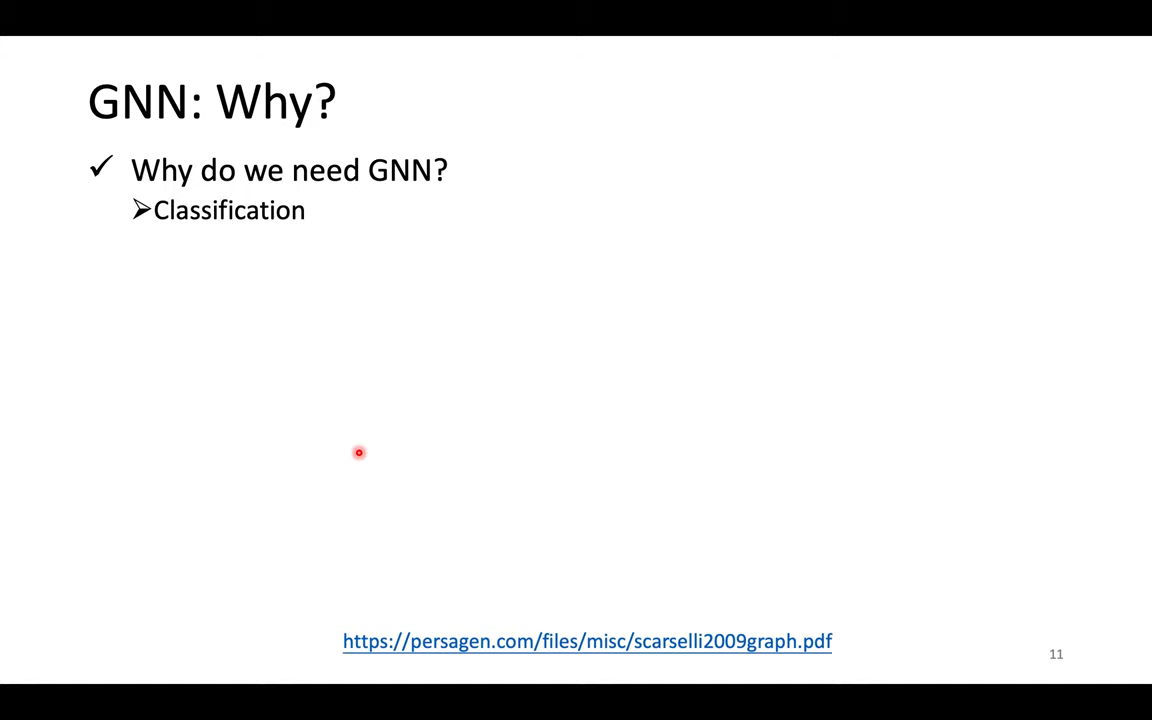 GNN: Why?
✓ Why do we need GNN?
➢Classification
https://persagen.com/files/misc/scarselli2009graph.pdf
11